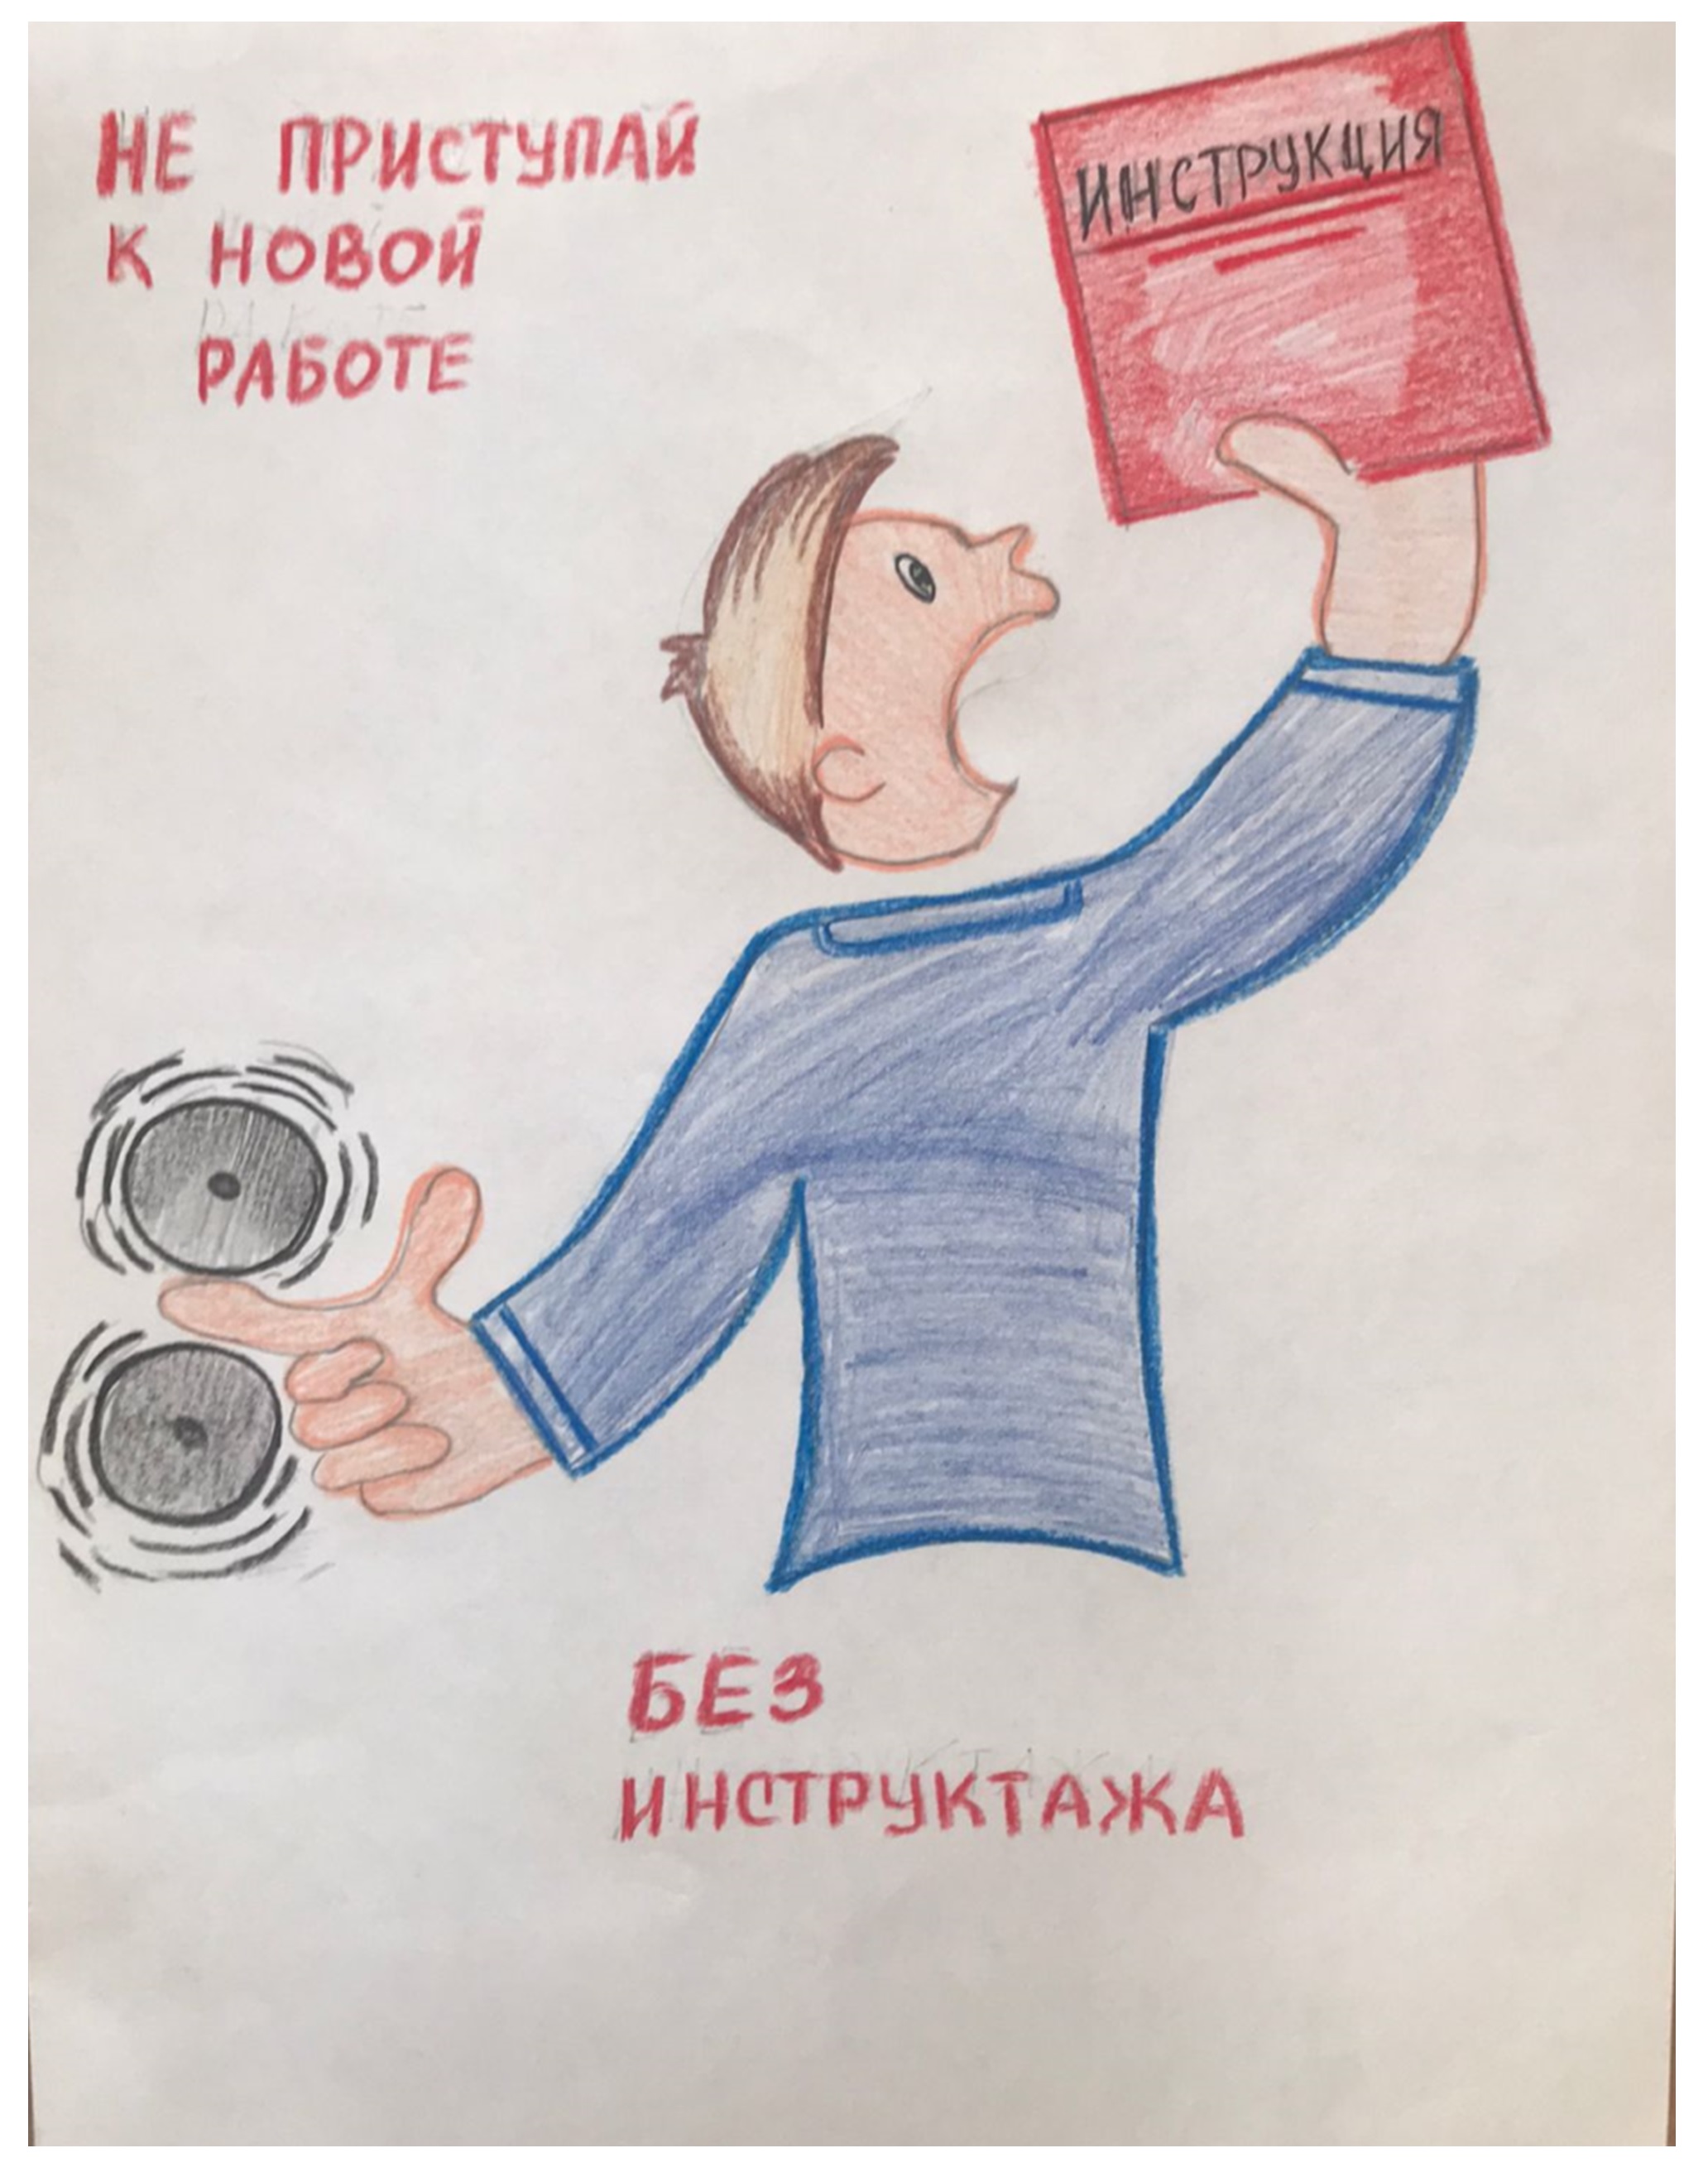 НЕ ПРИСТУПАЙ
К НОВОЙ
РАБОТЕ
ИНСТРУКЦИЯ
БЕЗ
ИНСТРУКТАЖА